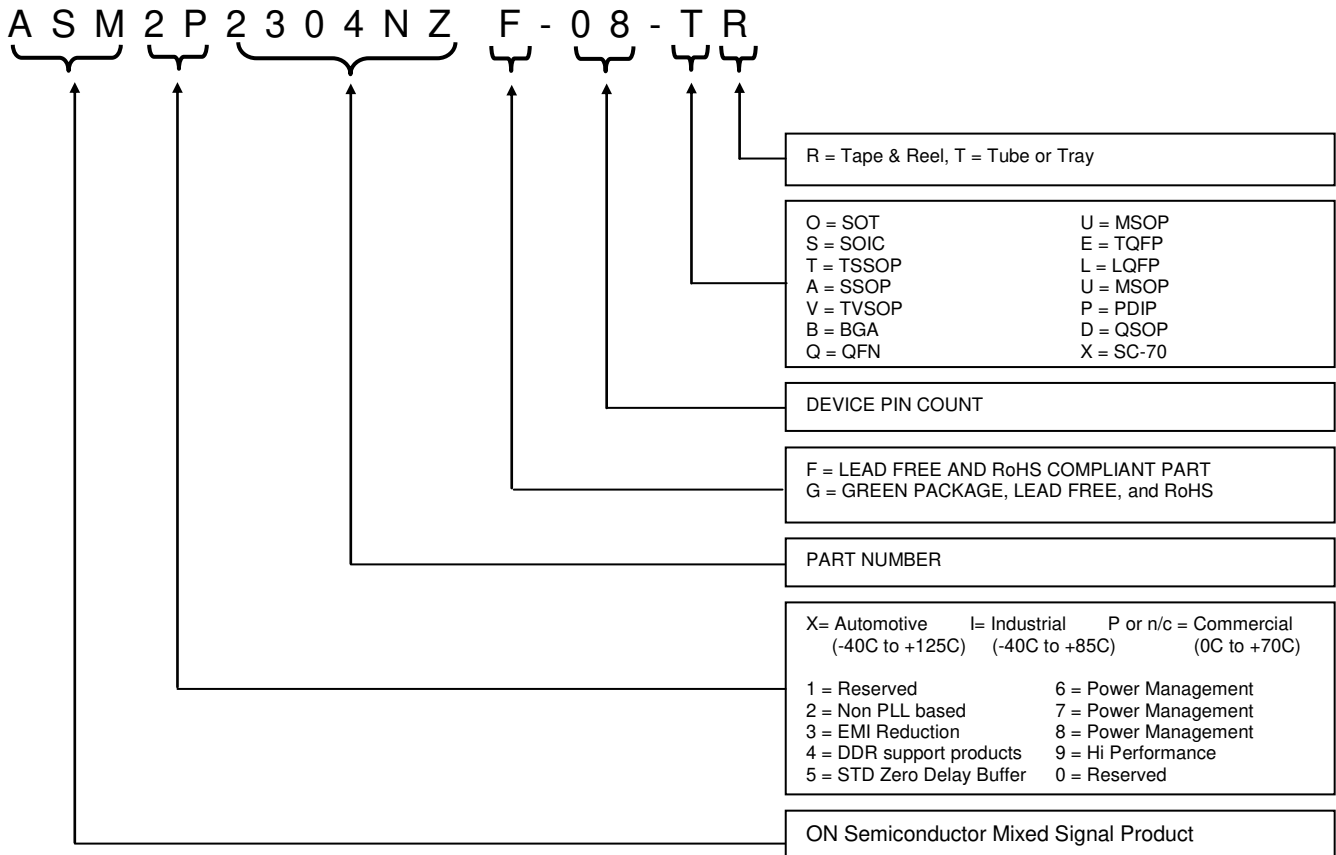 A S M 2 P 2 3 0 4 N Z F - 0 8 - T R
R = Tape & Reel, T = Tube or Tray
O = SOT U = MSOP
S = SOIC E = TQFP
T = TSSOP L = LQFP
A = SSOP U = MSOP
V = TVSOP P = PDIP
B = BGA D = QSOP
Q = QFN X = SC-70
DEVICE PIN COUNT
F = LEAD FREE AND RoHS COMPLIANT PART
G = GREEN PACKAGE, LEAD FREE, and RoHS
PART NUMBER
X= Automotive I= Industrial P or n/c = Commercial
(-40C to +125C) (-40C to +85C) (0C to +70C)
1 = Reserved 6 = Power Management
2 = Non PLL based 7 = Power Management
3 = EMI Reduction 8 = Power Management
4 = DDR support products 9 = Hi Performance
5 = STD Zero Delay Buffer 0 = Reserved
ON Semiconductor Mixed Signal Product